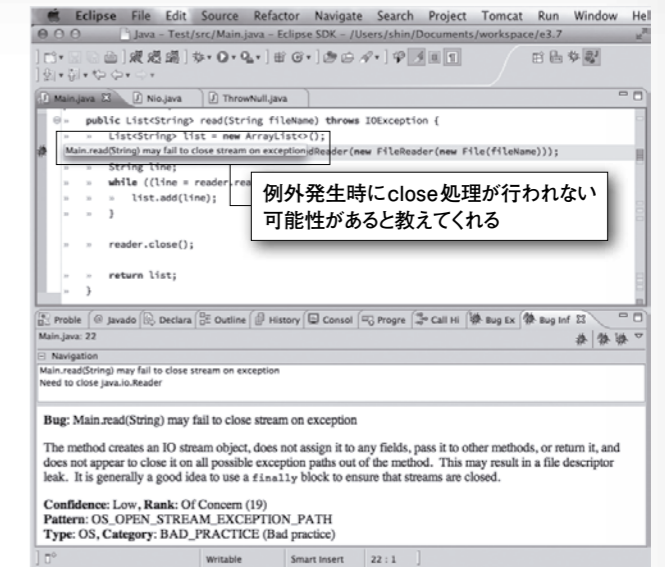 Eclipse File Edit Source Refactor Navigate Search Project Tomcat Run Window Hel
Java – Test/src/Main.java – Eclipse SDK – /Users/shin/Documents/workspace/e3.7
Main.java Nio.java ThrowNull.java
public List<String> read(String fileName) throws IOException {
List<String> list = new ArrayList<>();
Main.read(String) may fail to close stream on exception dReader(new FileReader(new File(fileName)));
String line;
while ((line = reader.rea
list.add(line);
}
例外発生時にclose処理が行われない
可能性があると教えてくれる
reader.close();
return list;
}
Proble Javado Declara Outline History Consol Progre Call Hi Bug Ex Bug Inf
Main.java: 22
Navigation
Main.read(String) may fail to close stream on exception
Need to close java.io.Reader
Bug: Main.read(String) may fail to close stream on exception
The method creates an IO stream object, does not assign it to any fields, pass it to other methods, or return it, and
does not appear to close it on all possible exception paths out of the method. This may result in a file descriptor
leak. It is generally a good idea to use a finally block to ensure that streams are closed.
Confidence: Low, Rank: Of Concern (19)
Pattern: OS_OPEN_STREAM_EXCEPTION_PATH
Type: OS, Category: BAD_PRACTICE (Bad practice)
Writable Smart Insert 22 : 1